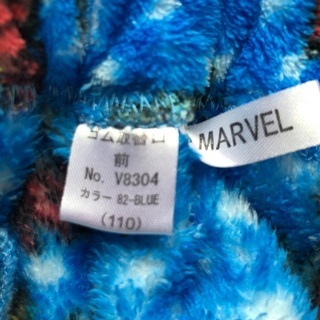 ゴム取替口
前
No. V8304
カラー 82-BLUE
(110)
MARVEL